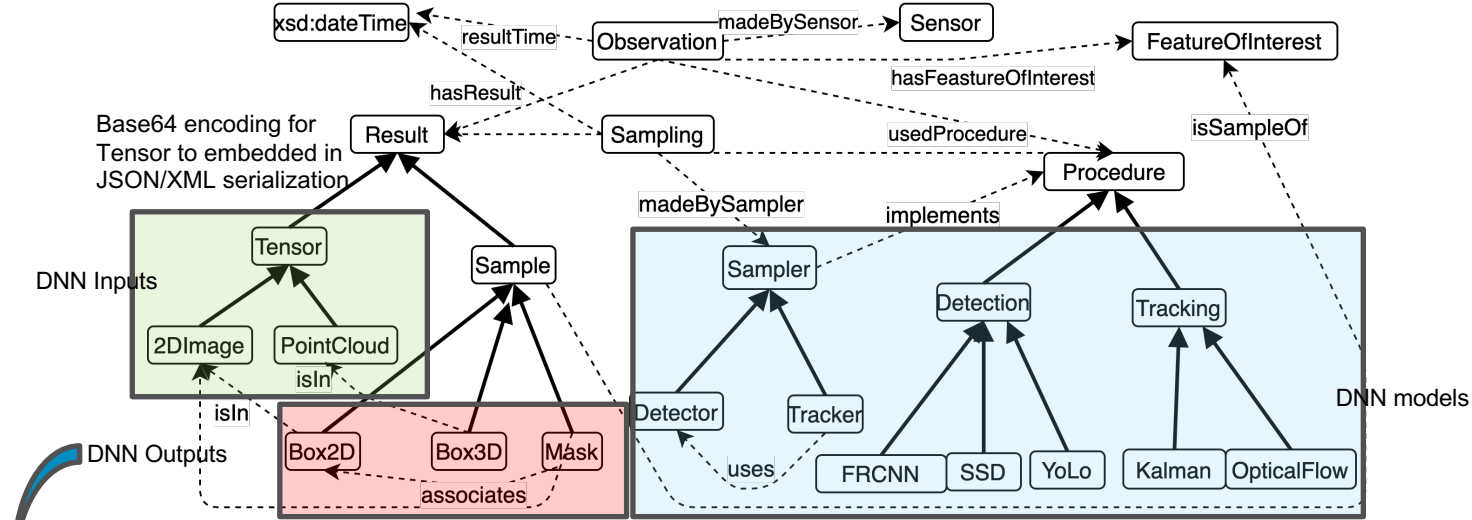 xsd:dateTime
resultTime
Observation
madeBySensor
Sensor
FeatureOfInterest
hasFeastureOfInterest
hasResult
Base64 encoding for
Tensor to embedded in
JSON/XML serialization
Result
Sampling
usedProcedure
isSampleOf
Procedure
madeBySampler
implements
Tensor
Sample
Sampler
DNN Inputs
Detection
Tracking
2DImage
PointCloud
isIn
isIn
Detector
Tracker
DNN models
DNN Outputs
Box2D
Box3D
Mask
associates
uses
FRCNN
SSD
YoLo
Kalman
OpticalFlow